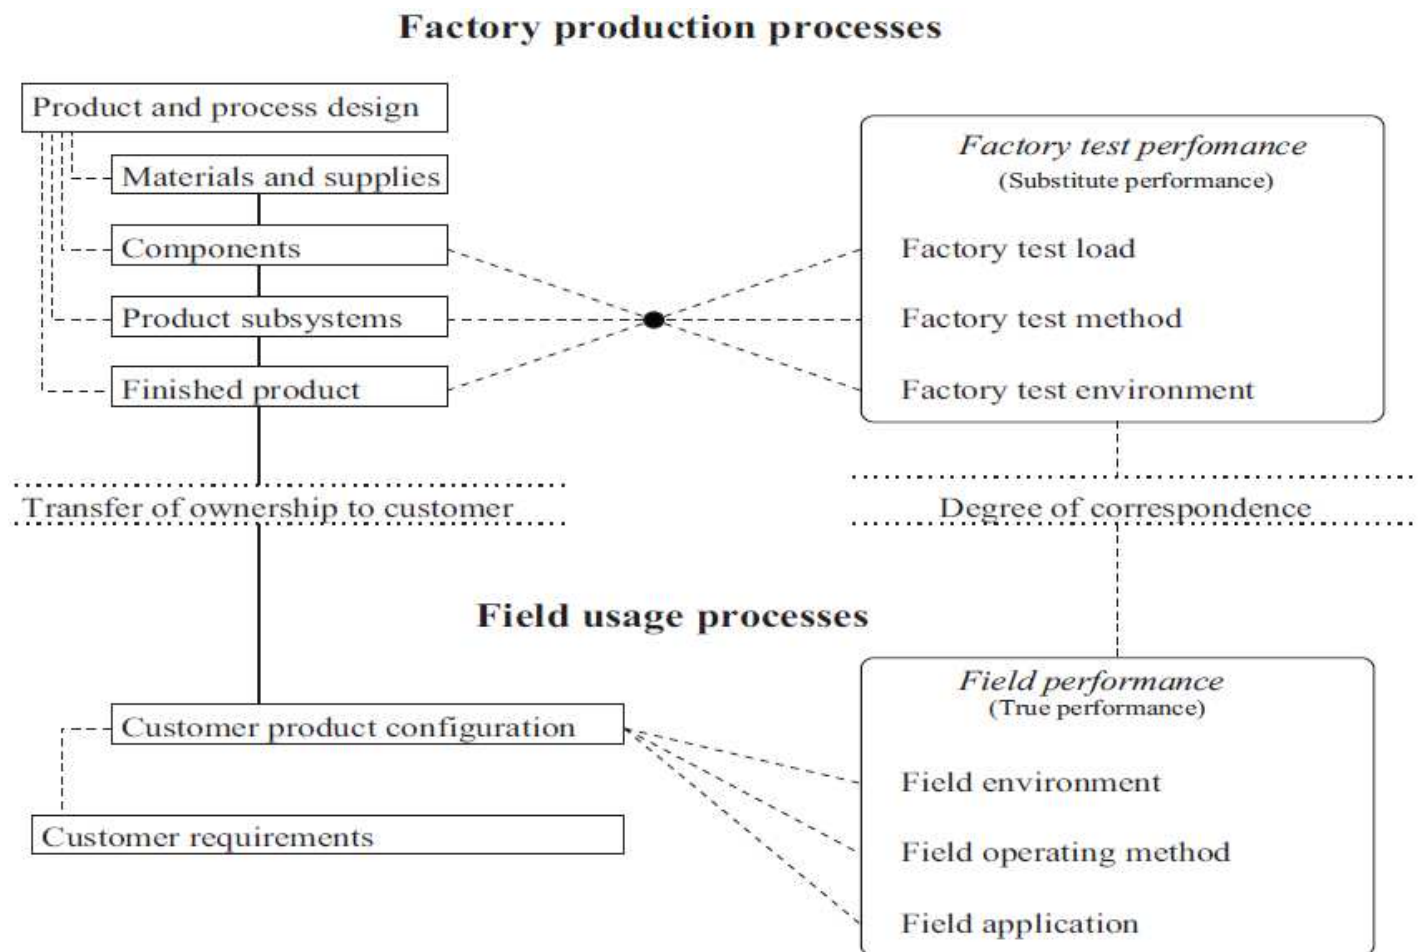 Factory production processes
Product and process design
Materials and supplies
Components
Product subsystems
Finished product
Factory test perfomance
(Substitute performance)
Factory test load
Factory test method
Factory test environment
Transfer of ownership to customer
Degree of correspondence
Field usage processes
Customer product configuration
Customer requirements
Field performance
(True performance)
Field environment
Field operating method
Field application